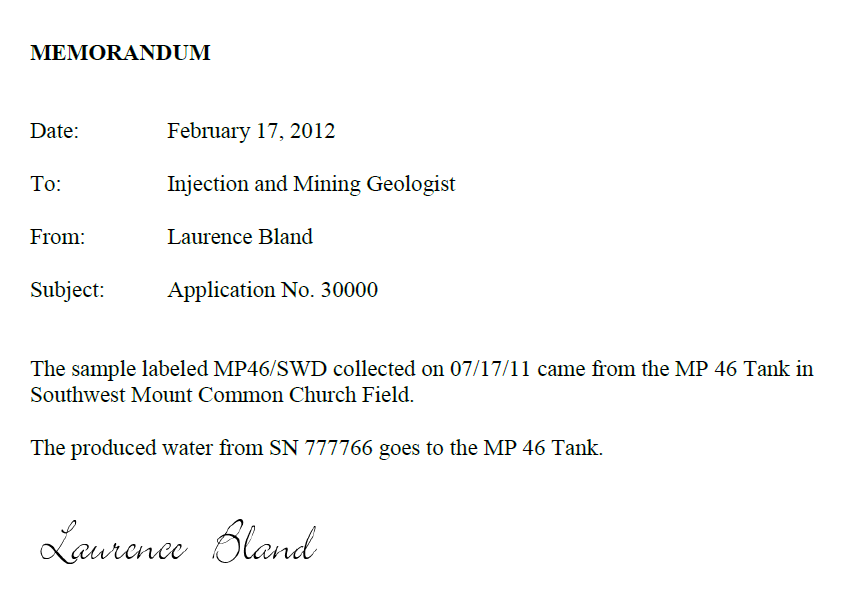 MEMORANDUM
Date: February 17, 2012
To: Injection and Mining Geologist
From: Laurence Bland
Subject: Application No. 30000
The sample labeled MP46/SWD collected on 07/17/11 came from the MP 46 Tank in
Southwest Mount Common Church Field.
The produced water from SN 777766 goes to the MP 46 Tank.
Laurence Bland